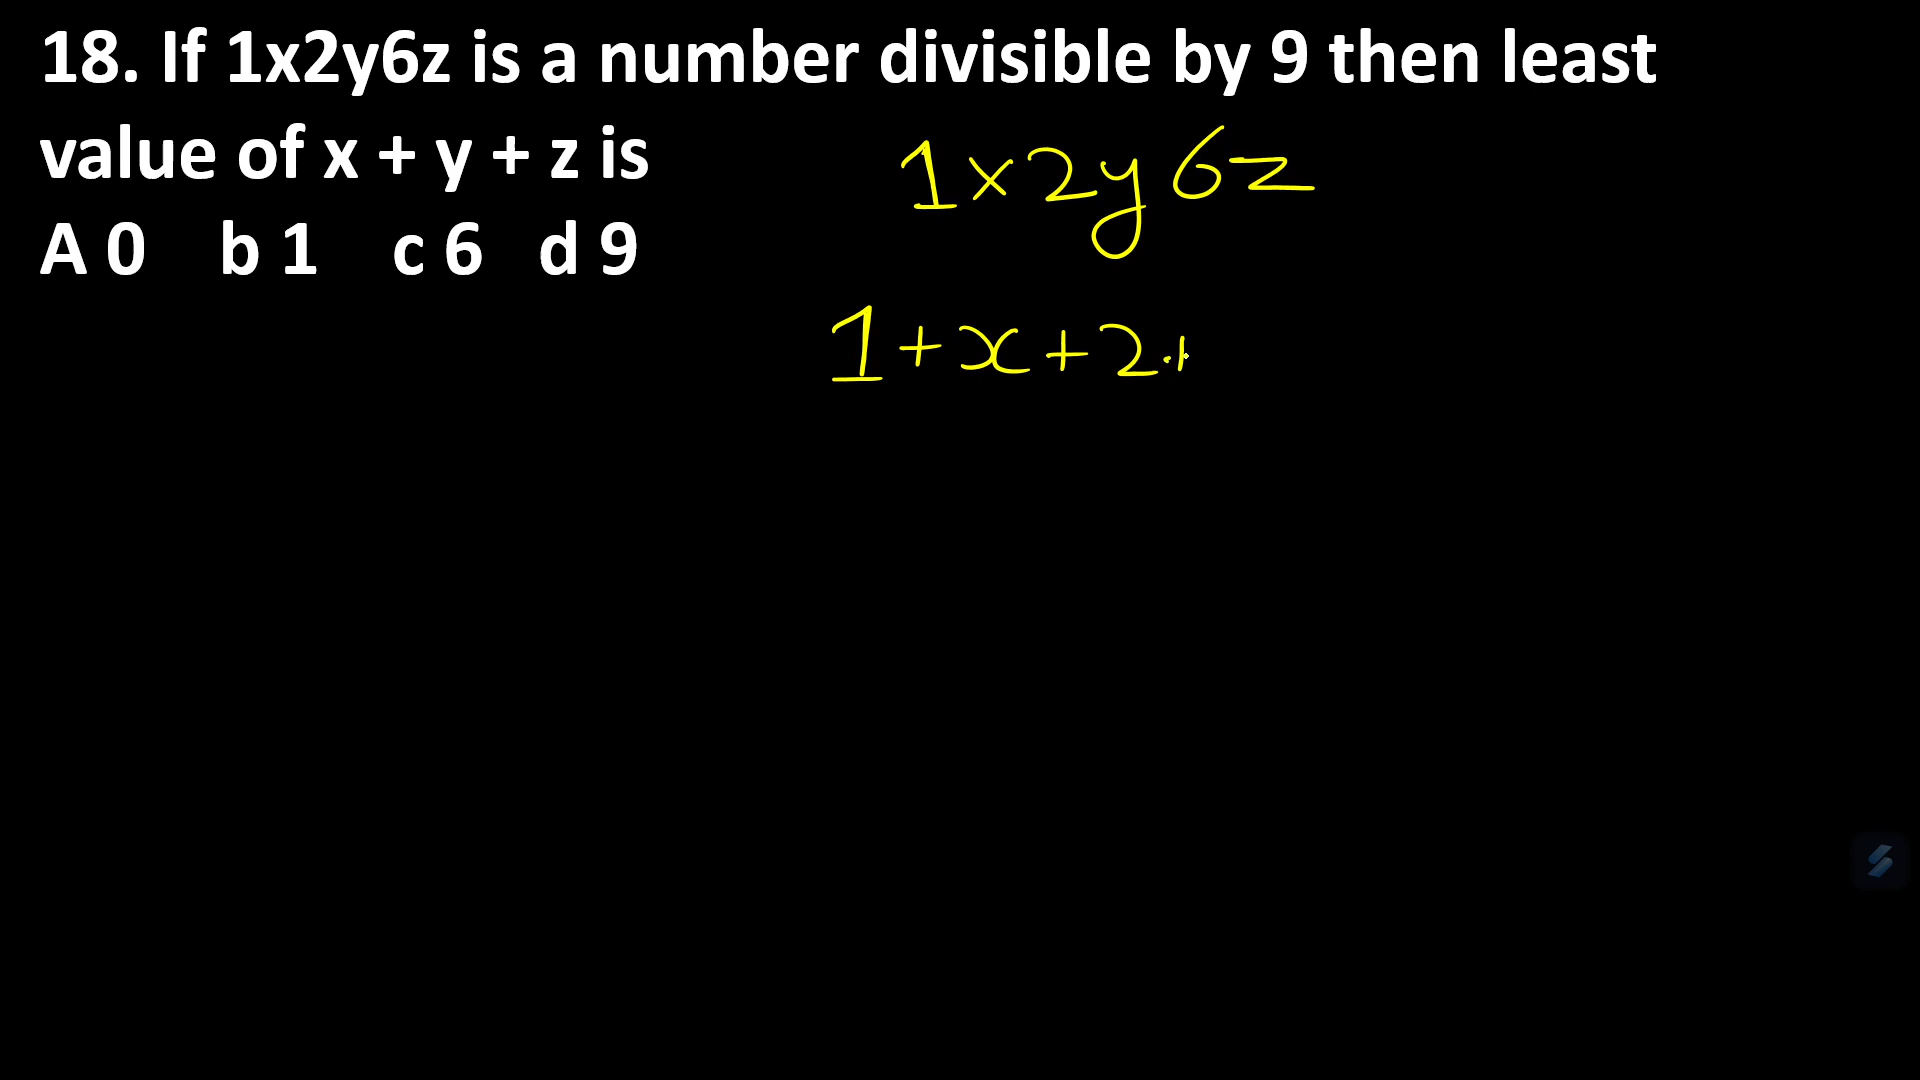 18. If 1x2y6z is a number divisible by 9 then least
value of x + y + z is
A 0 b 1 c 6 d 9
1x2y6z
1+x+2+